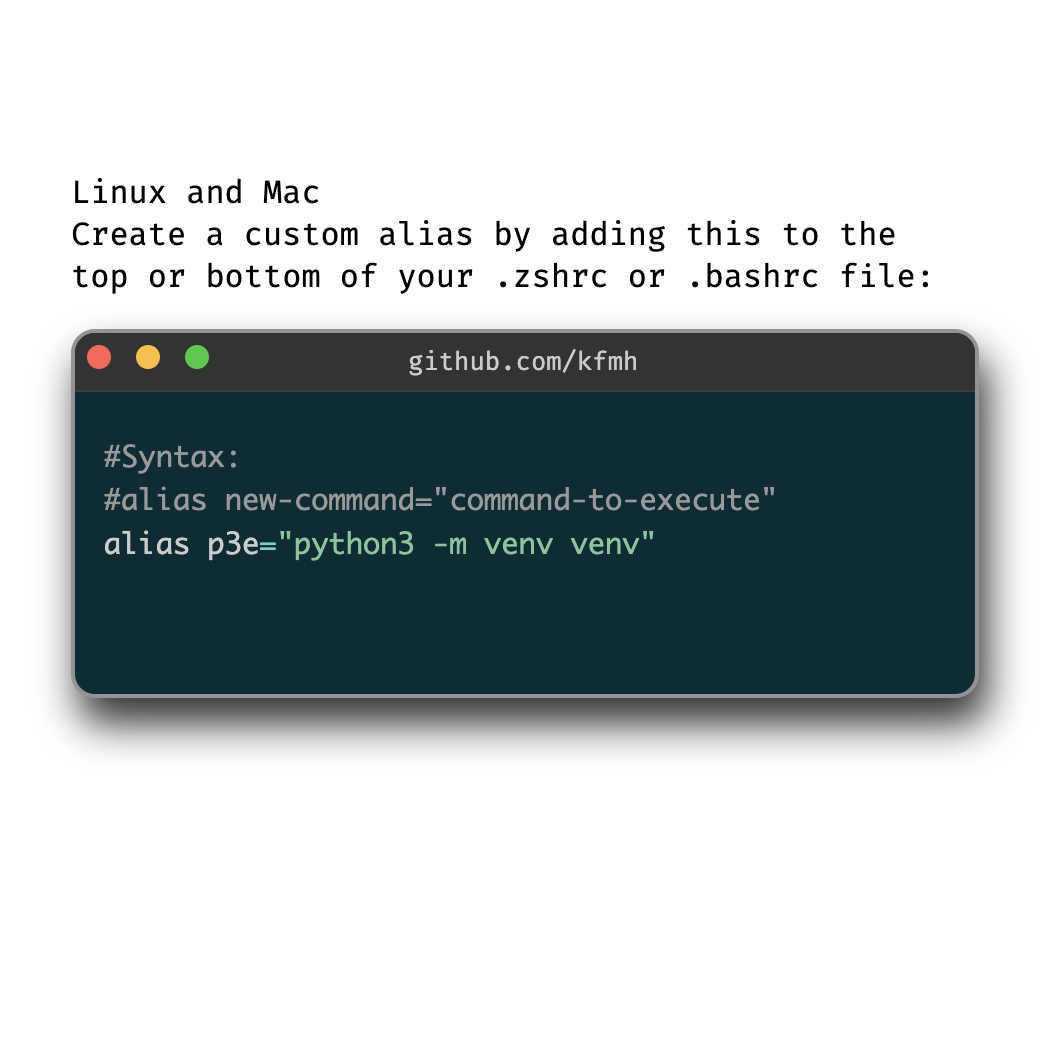 Linux and Mac
Create a custom alias by adding this to the
top or bottom of your .zshrc or .bashrc file:
github.com/kfmh
#Syntax:
#alias new-command="command-to-execute"
alias p3e="python3 -m venv venv"